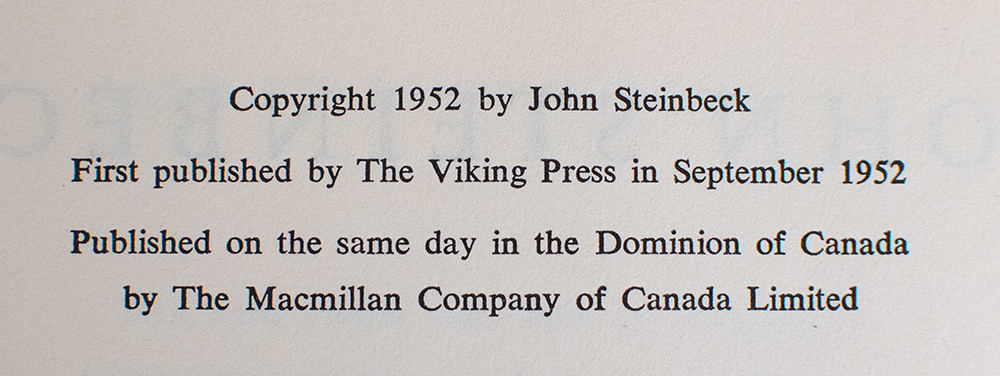 Copyright 1952 by John Steinbeck
First published by The Viking Press in September 1952
Published on the same day in the Dominion of Canada
by The Macmillan Company of Canada Limited